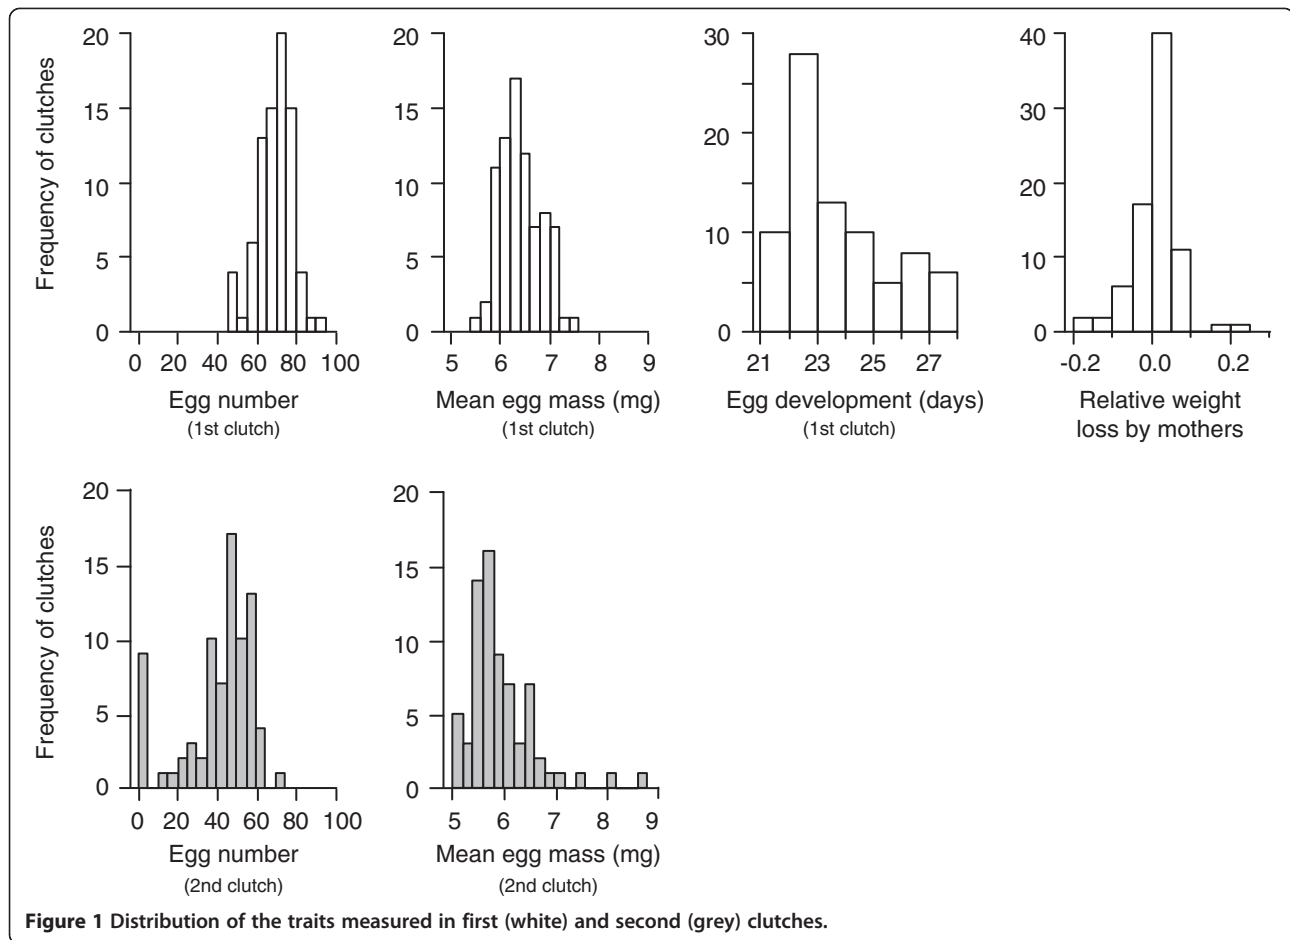 20
15
10
5
0
Frequency of clutches
0 20 40 60 80 100
Egg number
(1st clutch)
20
15
10
5
0
5 6 7 8 9
Mean egg mass (mg)
(1st clutch)
30
20
10
0
21 23 25 27
Egg development (days)
(1st clutch)
40
30
20
10
0
-0.2 0.0 0.2
Relative weight
loss by mothers
20
15
10
5
0
Frequency of clutches
0 20 40 60 80 100
Egg number
(2nd clutch)
20
15
10
5
0
5 6 7 8 9
Mean egg mass (mg)
(2nd clutch)
Figure 1 Distribution of the traits measured in first (white) and second (grey) clutches.